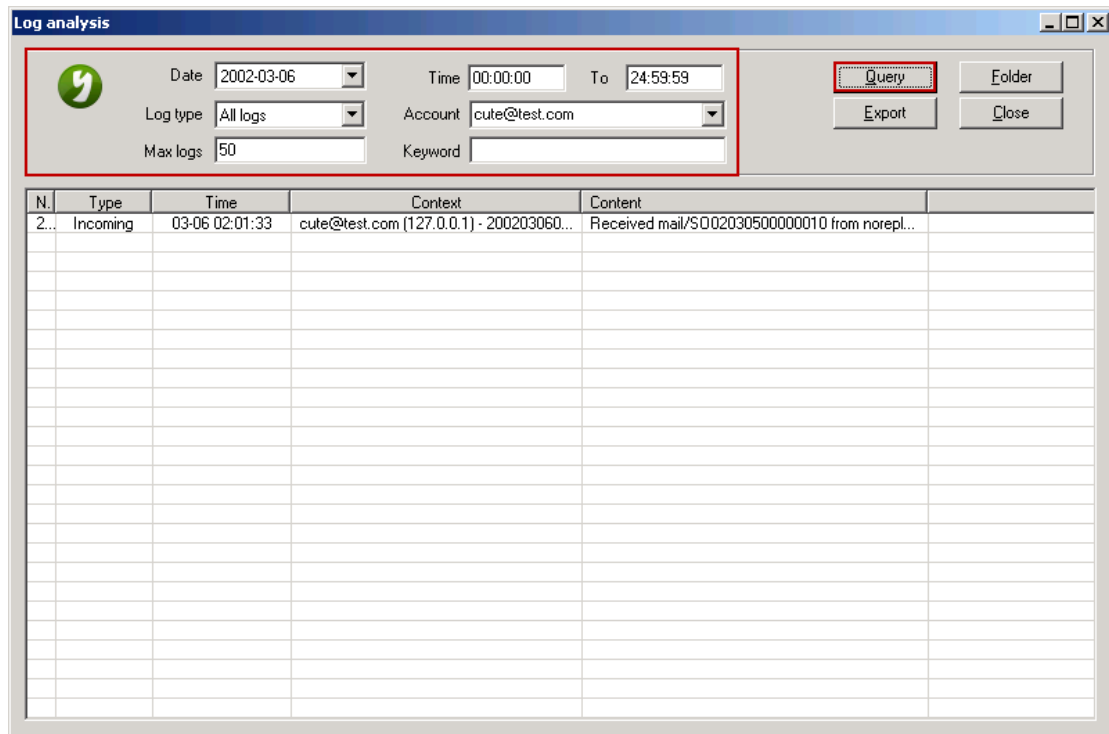 Log analysis
Date 2002-03-06 Time 00:00:00 To 24:59:59 Query Folder
Log type All logs Account cute@test.com Export Close
Max logs 50 Keyword
N. Type Time Context Content
2... Incoming 03-06 02:01:33 cute@test.com (127.0.0.1) - 200203060... Received mail/SO02030500000010 from norepl...